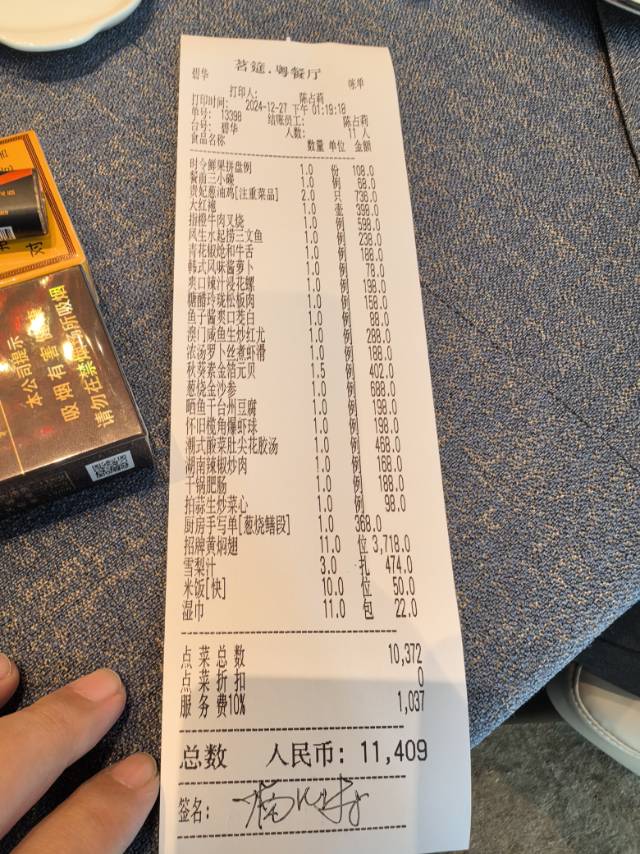 茗筵.粤餐厅
碧华 账单
打印人: 陈占莉
打印时间: 2024-12-27 下午 01:19:18
单号: 13398 结账员工: 陈占莉
台号: 碧华 人数: 11 人
食品名称 数量 单位 金额
时令鲜果拼盘例 1.0 份 108.0
餐前三小碟 1.0 例 68.0
贵妃葱油鸡[注重菜品] 2.0 只 736.0
大红袍 1.0 壶 398.0
指橙牛肉叉烧 1.0 例 598.0
风生水起捞三文鱼 1.0 例 238.0
青花椒炝和牛舌 1.0 例 188.0
韩式风味酱萝卜 1.0 例 78.0
爽口辣汁浸花螺 1.0 例 198.0
糖醋玲珑松板肉 1.0 例 158.0
鱼子酱爽口茭白 1.0 例 88.0
澳门咸鱼生炒红尤 1.0 例 288.0
浓汤罗卜丝煮虾滑 1.0 例 188.0
秋葵素金箔元贝 1.5 例 402.0
葱烧金沙参 1.0 例 688.0
晒鱼干台州豆腐 1.0 例 198.0
怀旧榄角爆虾球 1.0 例 198.0
潮式酸菜肚尖花胶汤 1.0 例 468.0
湖南辣椒炒肉 1.0 例 168.0
干锅肥肠 1.0 例 188.0
拍蒜生炒菜心 1.0 例 98.0
厨房手写单[葱烧鳝段] 1.0 368.0
招牌黄焖翅 11.0 位 3,718.0
雪梨汁 3.0 扎 474.0
米饭[快] 10.0 位 50.0
湿巾 11.0 包 22.0
点菜总数 10,372
点菜折扣 0
服务费10% 1,037
总数 人民币: 11,409
签名:
本公司提示
吸烟有害健康
请勿在禁烟场所吸烟